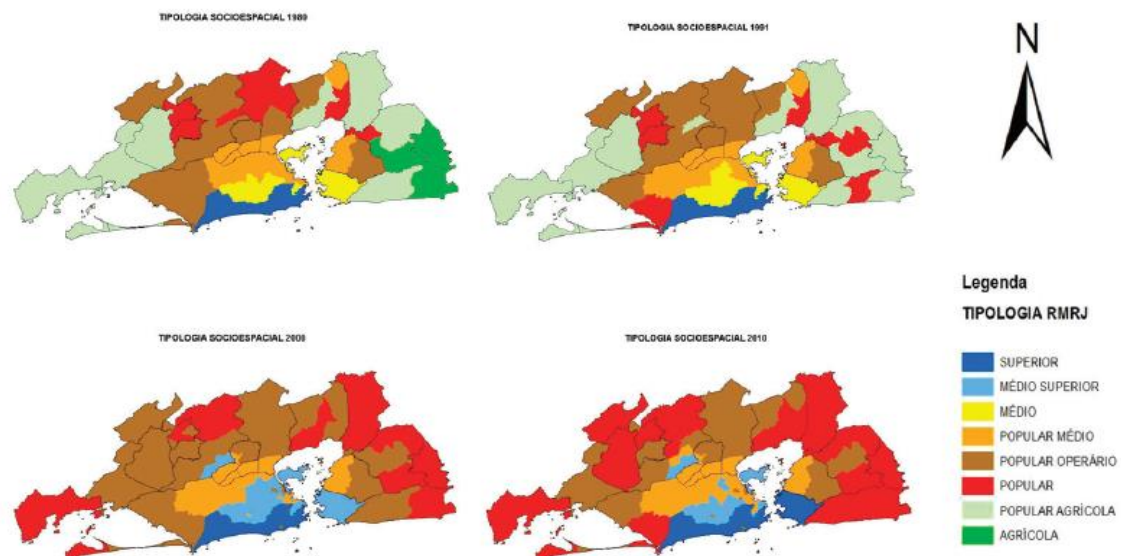 TIPOLOGIA SOCIOESPACIAL 1980
TIPOLOGIA SOCIOESPACIAL 1991
N
TIPOLOGIA SOCIOESPACIAL 2000
TIPOLOGIA SOCIOESPACIAL 2010
Legenda
TIPOLOGIA RMRJ
SUPERIOR
MÉDIO SUPERIOR
MÉDIO
POPULAR MÉDIO
POPULAR OPERÁRIO
POPULAR
POPULAR AGRÍCOLA
AGRÍCOLA